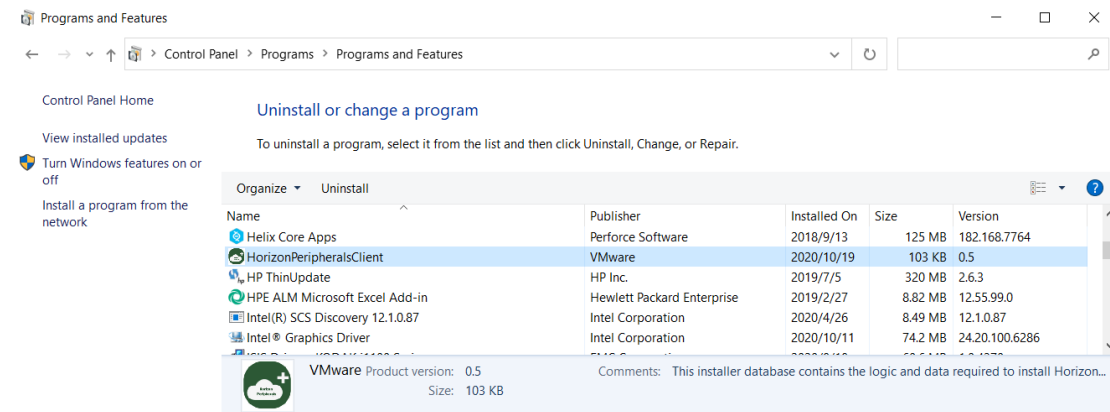 Programs and Features
Control Panel > Programs > Programs and Features
Control Panel Home
View installed updates
Turn Windows features on or
off
Install a program from the
network
Uninstall or change a program
To uninstall a program, select it from the list and then click Uninstall, Change, or Repair.
Organize Uninstall
Name Publisher Installed On Size Version
Helix Core Apps Perforce Software 2018/9/13 125 MB 182.168.7764
HorizonPeripheralsClient VMware 2020/10/19 103 KB 0.5
HP ThinUpdate HP Inc. 2019/7/5 320 MB 2.6.3
HPE ALM Microsoft Excel Add-in Hewlett Packard Enterprise 2019/2/27 8.82 MB 12.55.99.0
Intel(R) SCS Discovery 12.1.0.87 Intel Corporation 2020/4/26 8.49 MB 12.1.0.87
Intel® Graphics Driver Intel Corporation 2020/10/11 74.2 MB 24.20.100.6286
VMware Product version: 0.5 Comments: This installer database contains the logic and data required to install Horizon...
Size: 103 KB